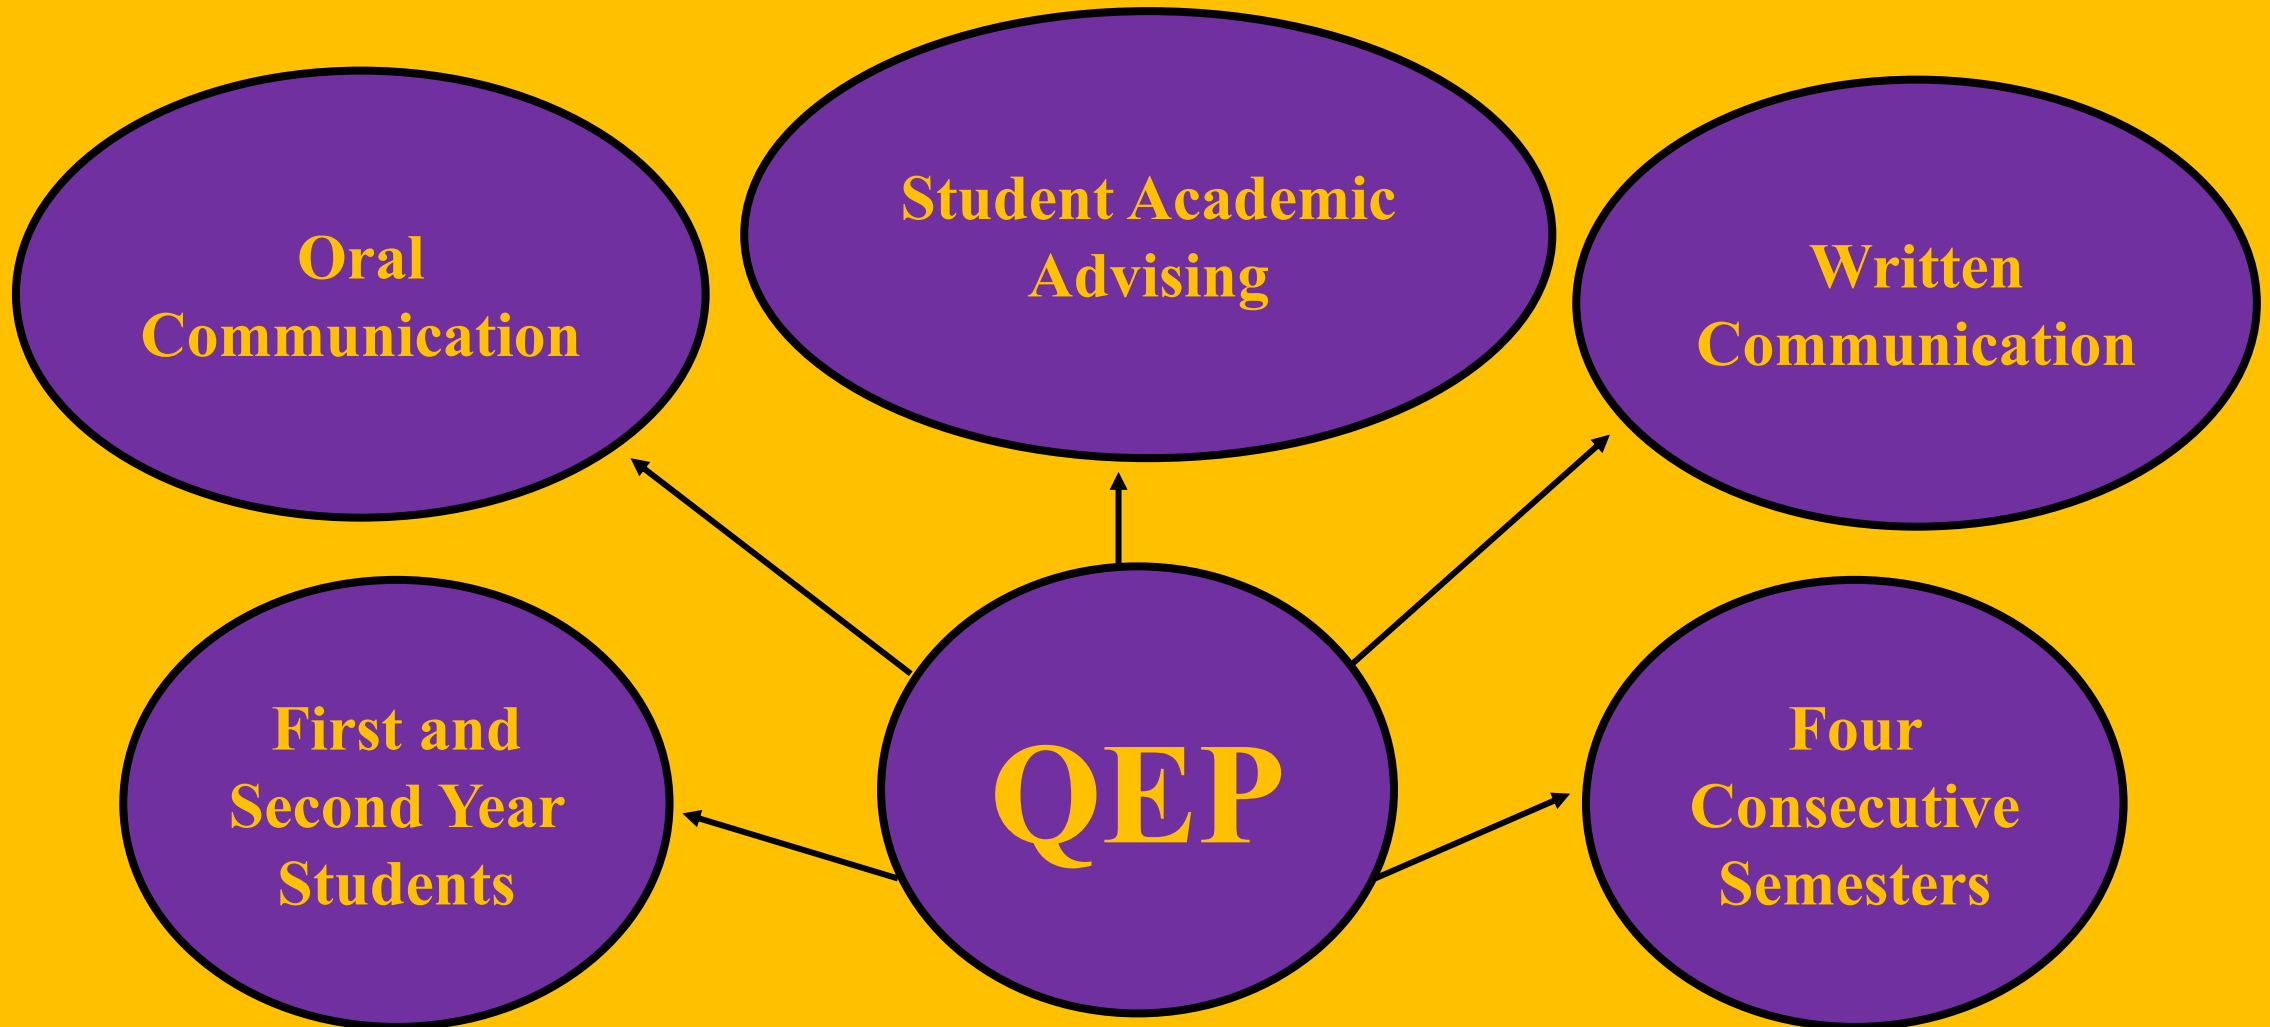 Oral
Communication
Student Academic
Advising
Written
Communication
First and
Second Year
Students
QEP
Four
Consecutive
Semesters